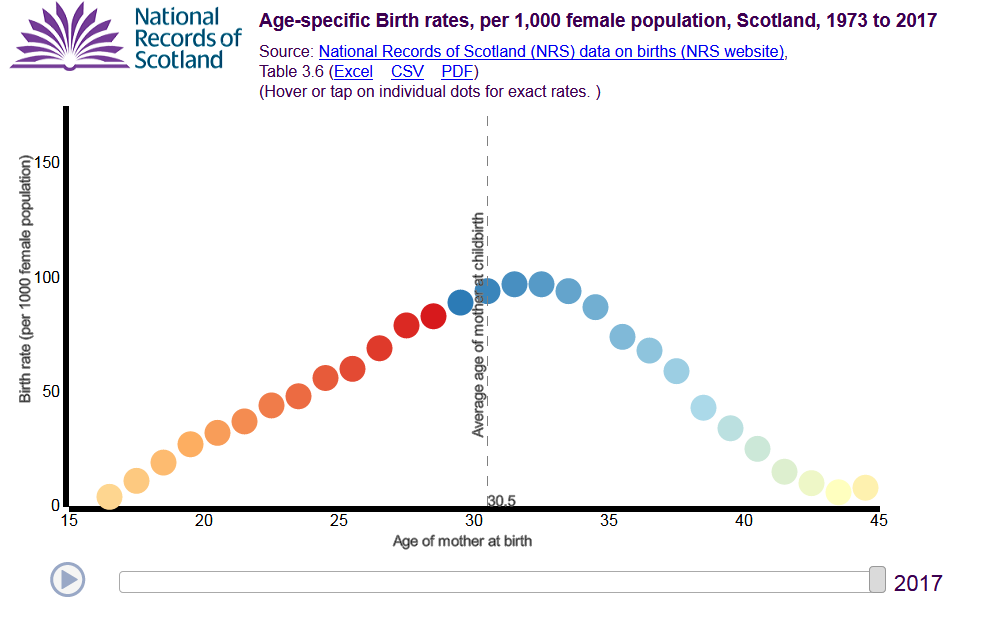 National
Records of
Scotland
Age-specific Birth rates, per 1,000 female population, Scotland, 1973 to 2017
Source: National Records of Scotland (NRS) data on births (NRS website),
Table 3.6 (Excel CSV PDF)
(Hover or tap on individual dots for exact rates. )
Birth rate (per 1000 female population)
150
100
50
0
Average age of mother at childbirth
30.5
15 20 25 30 35 40 45
Age of mother at birth
2017